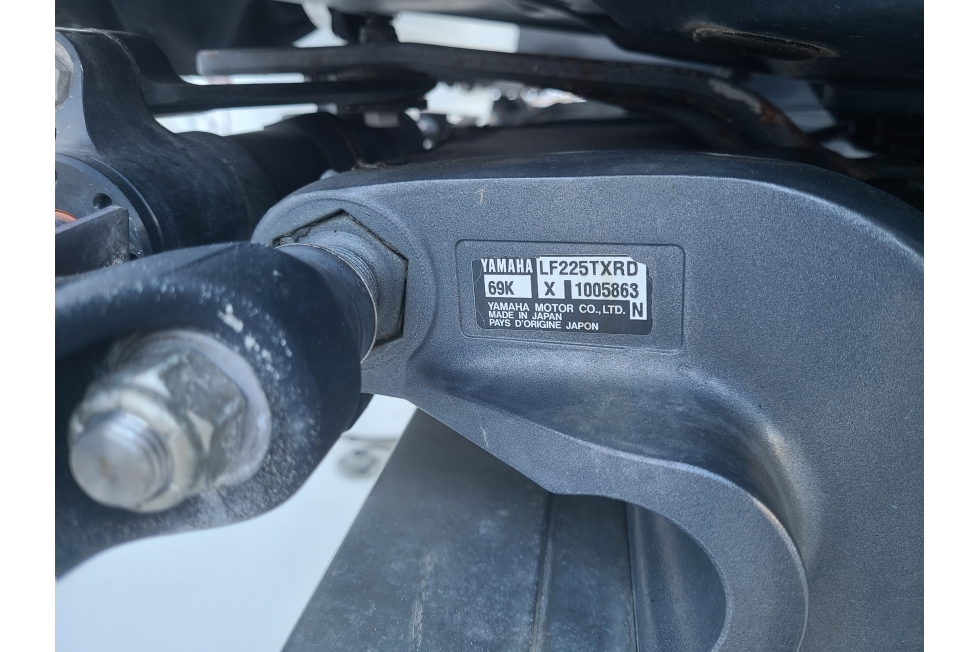 YAMAHA LF225TXRD
69K X 1005863
YAMAHA MOTOR CO., LTD. N
MADE IN JAPAN
PAYS D'ORIGINE JAPON